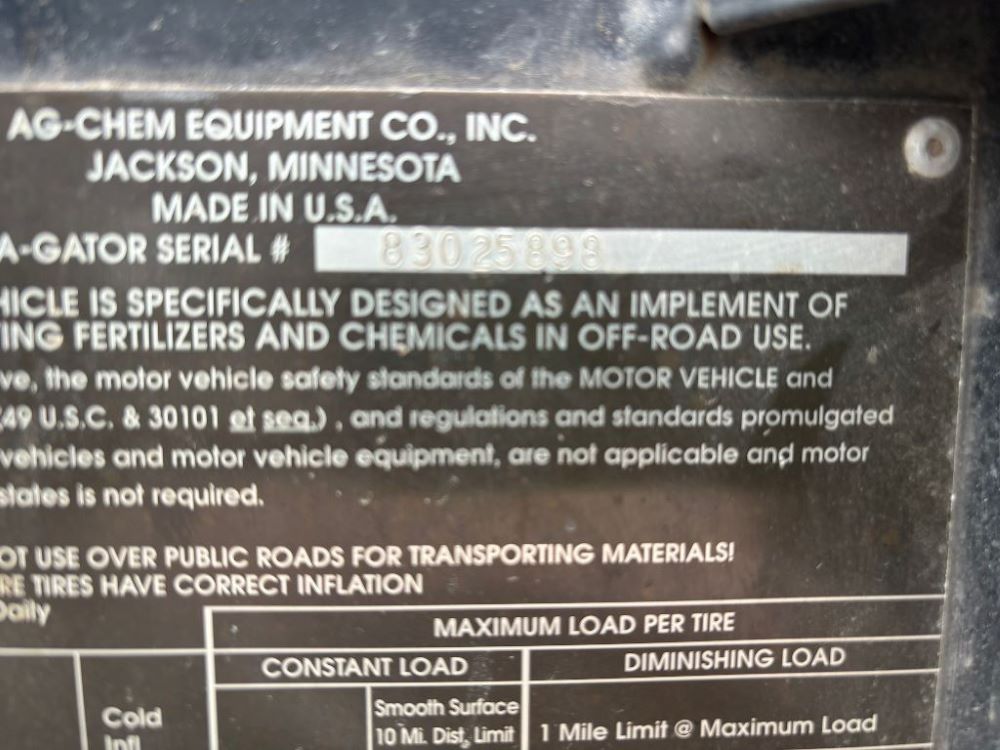 AG-CHEM EQUIPMENT CO., INC.
JACKSON, MINNESOTA
MADE IN U.S.A.
A-GATOR SERIAL # 83025898
HICLE IS SPECIFICALLY DESIGNED AS AN IMPLEMENT OF
ING FERTILIZERS AND CHEMICALS IN OFF-ROAD USE.
ve, the motor vehicle safety standards of the MOTOR VEHICLE and
(49 U.S.C. & 30101 et seq.) , and regulations and standards promulgated
vehicles and motor vehicle equipment, are not applicable and motor
states is not required.
OT USE OVER PUBLIC ROADS FOR TRANSPORTING MATERIALS!
RE TIRES HAVE CORRECT INFLATION
Daily
MAXIMUM LOAD PER TIRE
CONSTANT LOAD DIMINISHING LOAD
Cold Smooth Surface
Infl 10 Mi. Dist, Limit 1 Mile Limit @ Maximum Load